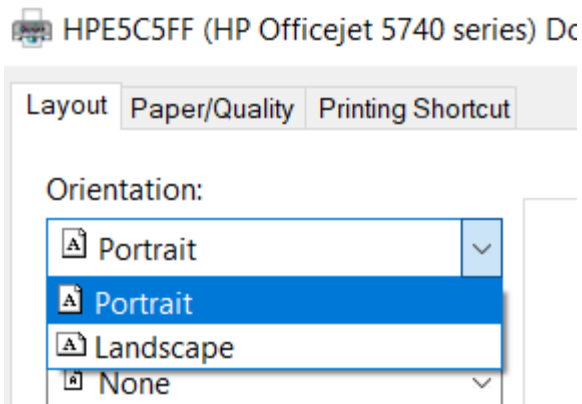 HPE5C5FF (HP Officejet 5740 series) Do
Layout Paper/Quality Printing Shortcut
Orientation:
A Portrait
A Portrait
A Landscape
None